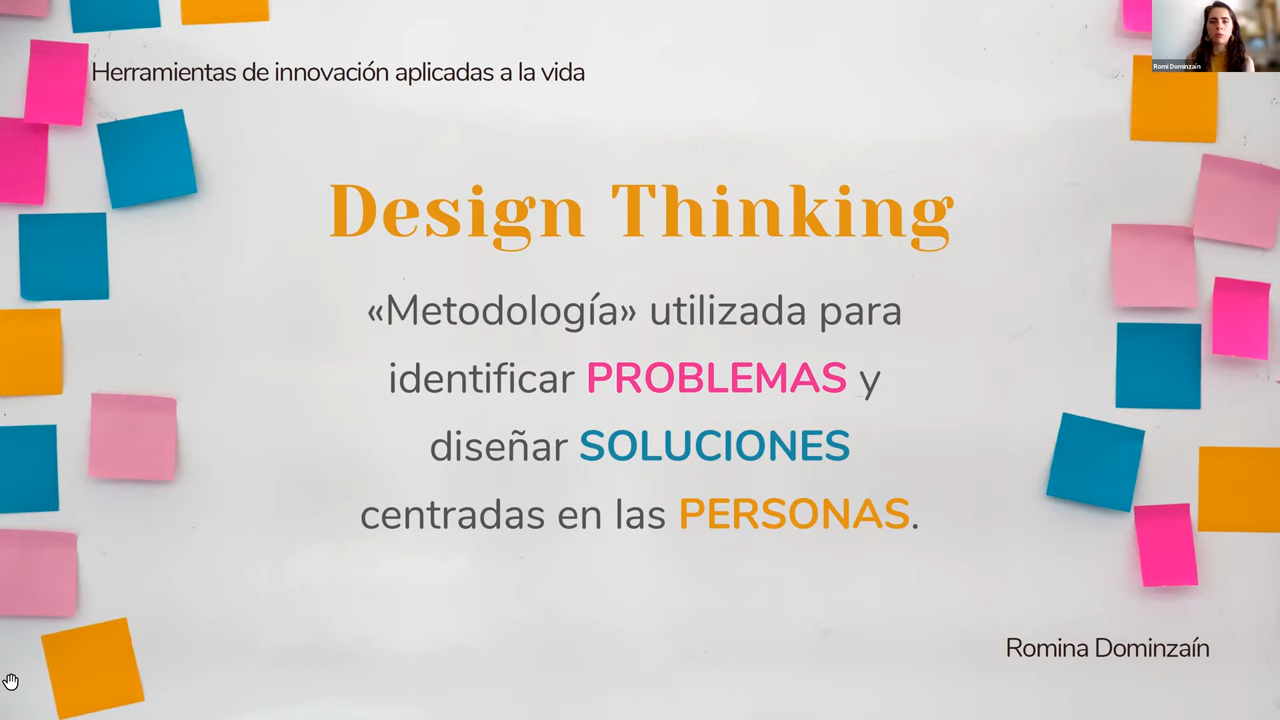 Herramientas de innovación aplicadas a la vida
Romi Dominzaín
Design Thinking
«Metodología» utilizada para
identificar PROBLEMAS y
diseñar SOLUCIONES
centradas en las PERSONAS.
Romina Dominzaín